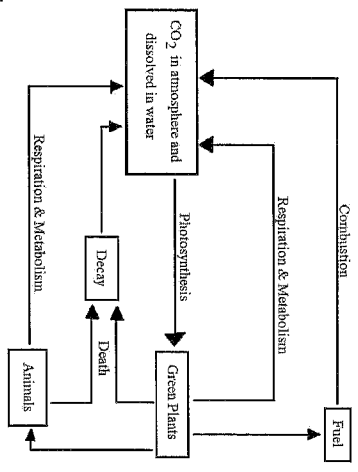 Combustion
Fuel
Respiration & Metabolism
CO2 in atmosphere and
dissolved in water
Photosynthesis
Green Plants
Decay
Death
Respiration & Metabolism
Animals